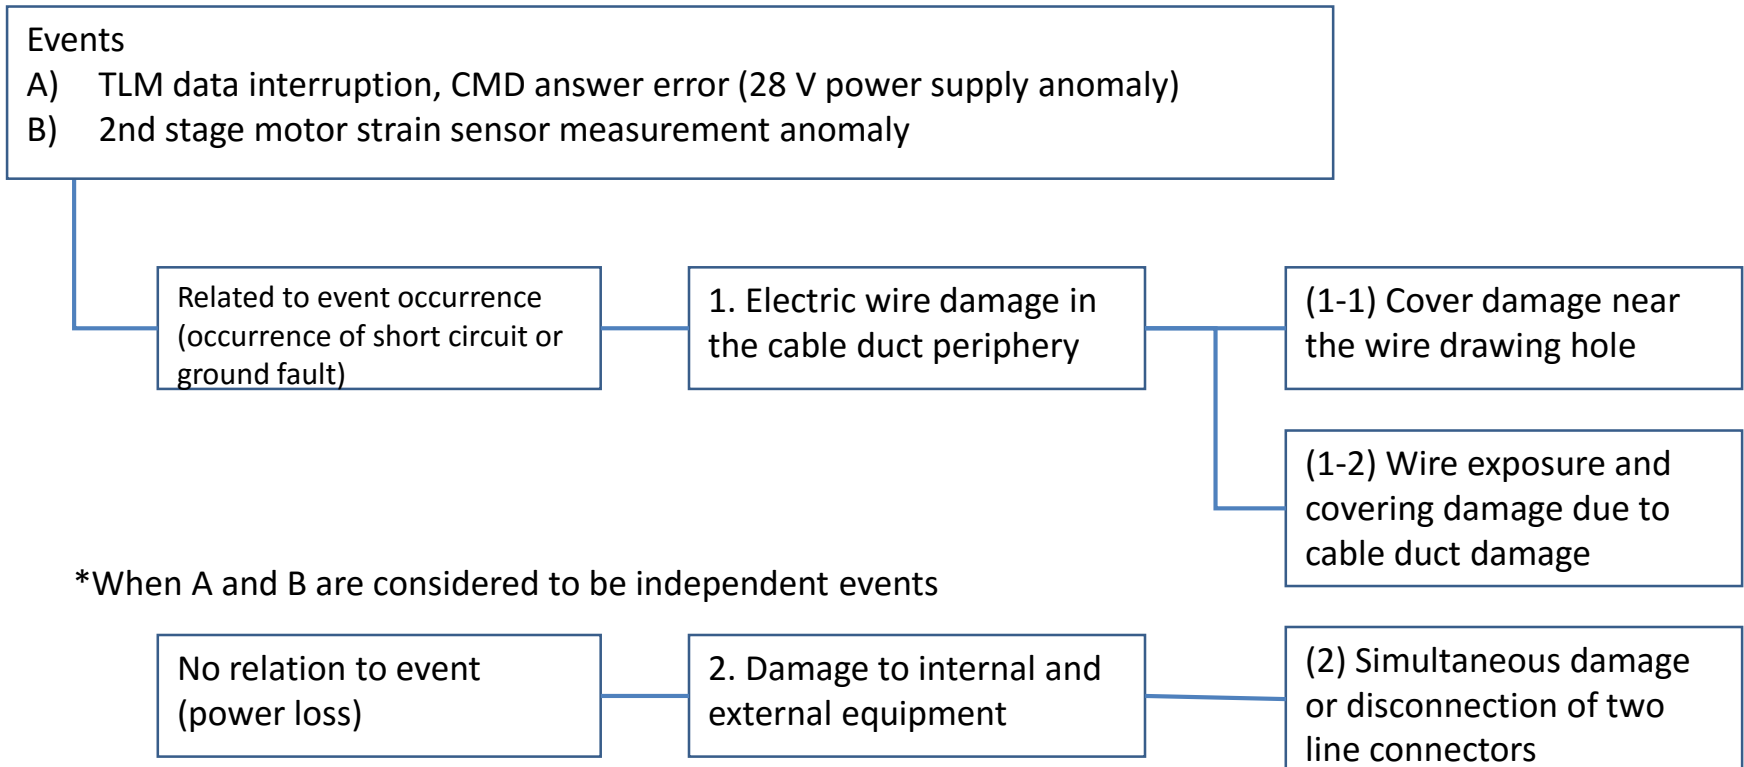 Events
A) TLM data interruption, CMD answer error (28 V power supply anomaly)
B) 2nd stage motor strain sensor measurement anomaly
Related to event occurrence
(occurrence of short circuit or
ground fault)
1. Electric wire damage in
the cable duct periphery
(1-1) Cover damage near
the wire drawing hole
(1-2) Wire exposure and
covering damage due to
cable duct damage
*When A and B are considered to be independent events
No relation to event
(power loss)
2. Damage to internal and
external equipment
(2) Simultaneous damage
or disconnection of two
line connectors